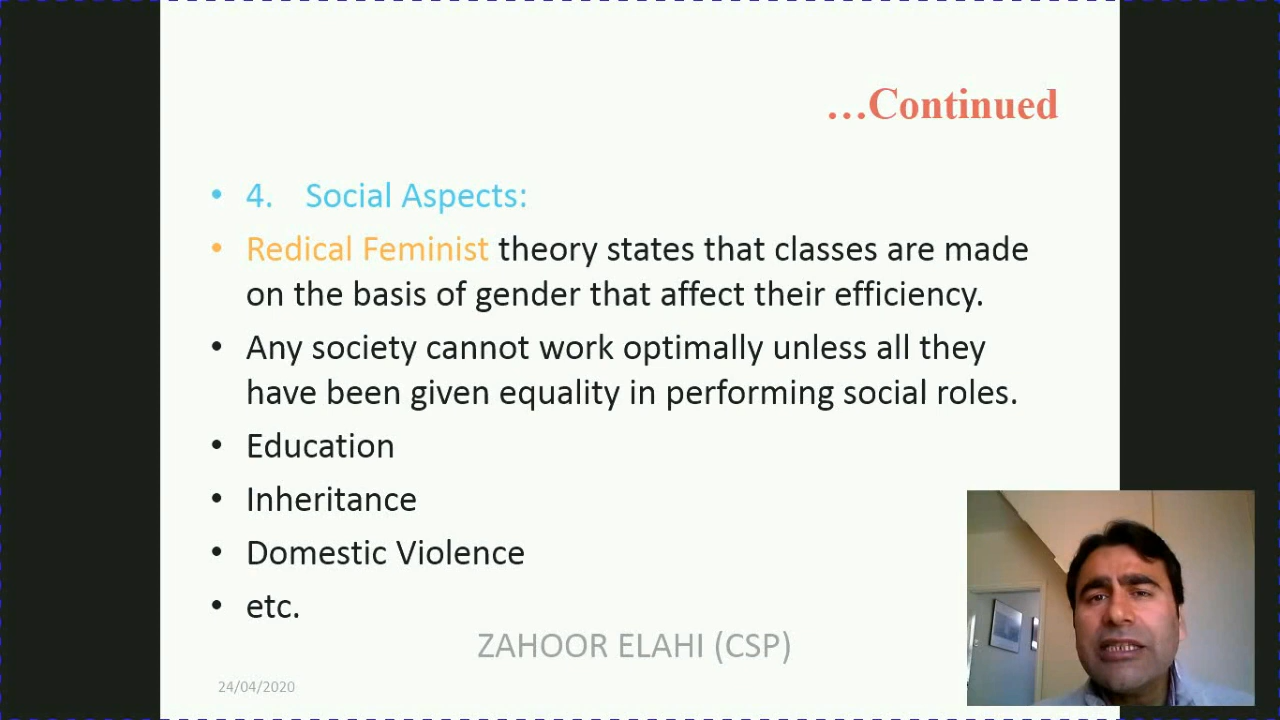 …Continued
• 4. Social Aspects:
• Redical Feminist theory states that classes are made
on the basis of gender that affect their efficiency.
• Any society cannot work optimally unless all they
have been given equality in performing social roles.
• Education
• Inheritance
• Domestic Violence
• etc.
ZAHOOR ELAHI (CSP)
24/04/2020